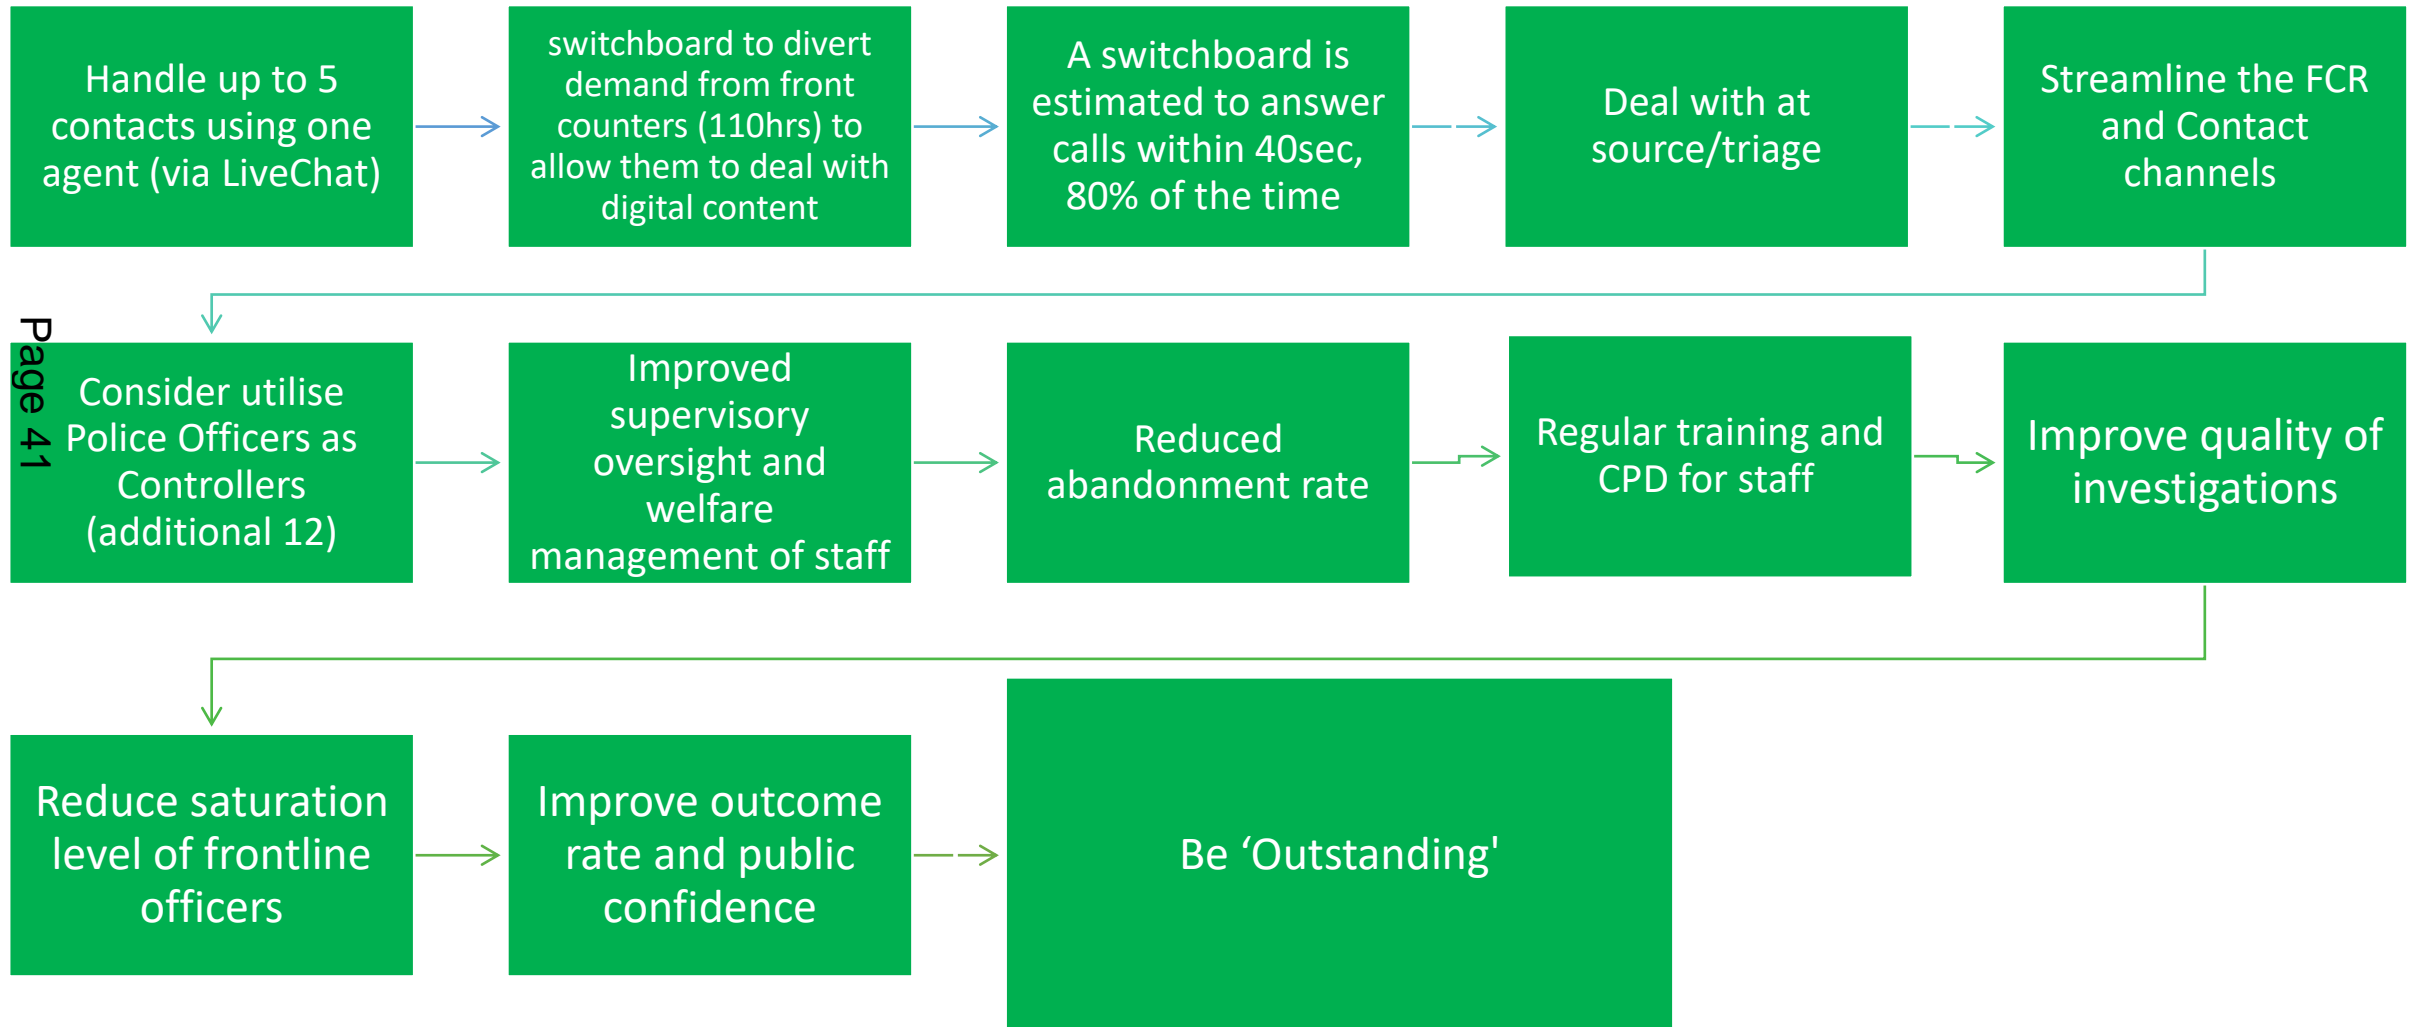 Handle up to 5
contacts using one
agent (via LiveChat)
switchboard to divert
demand from front
counters (110hrs) to
allow them to deal with
digital content
A switchboard is
estimated to answer
calls within 40sec,
80% of the time
Deal with at
source/triage
Streamline the FCR
and Contact
channels
Page 41
Consider utilise
Police Officers as
Controllers
(additional 12)
Improved
supervisory
oversight and
welfare
management of staff
Reduced
abandonment rate
Regular training and
CPD for staff
Improve quality of
investigations
Reduce saturation
level of frontline
officers
Improve outcome
rate and public
confidence
Be ‘Outstanding'